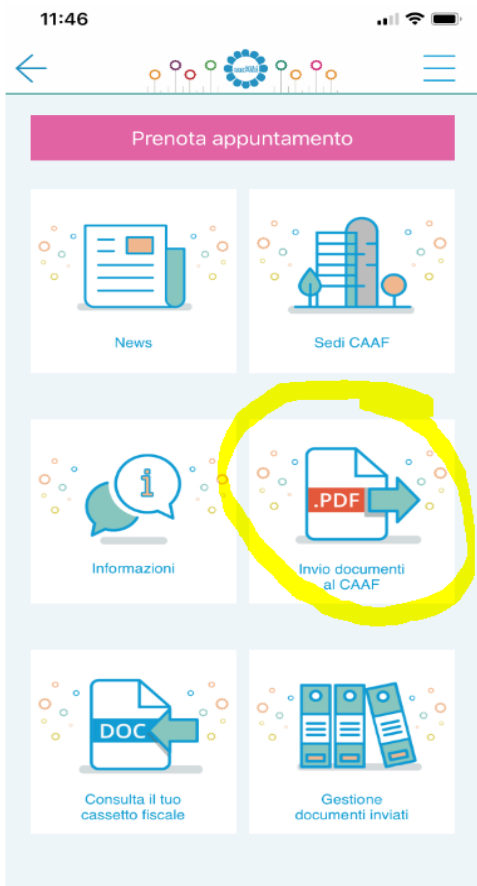 11:46
Prenota appuntamento
News
Sedi CAAF
i
.PDF
Informazioni
Invio documenti
al CAAF
DOC
Consulta il tuo
cassetto fiscale
Gestione
documenti inviati